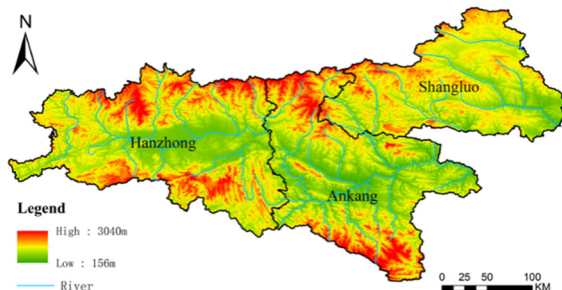 N
Shangluo
Hanzhong
Ankang
Legend
High : 3040m
Low : 156m
River
0 25 50 100
KM